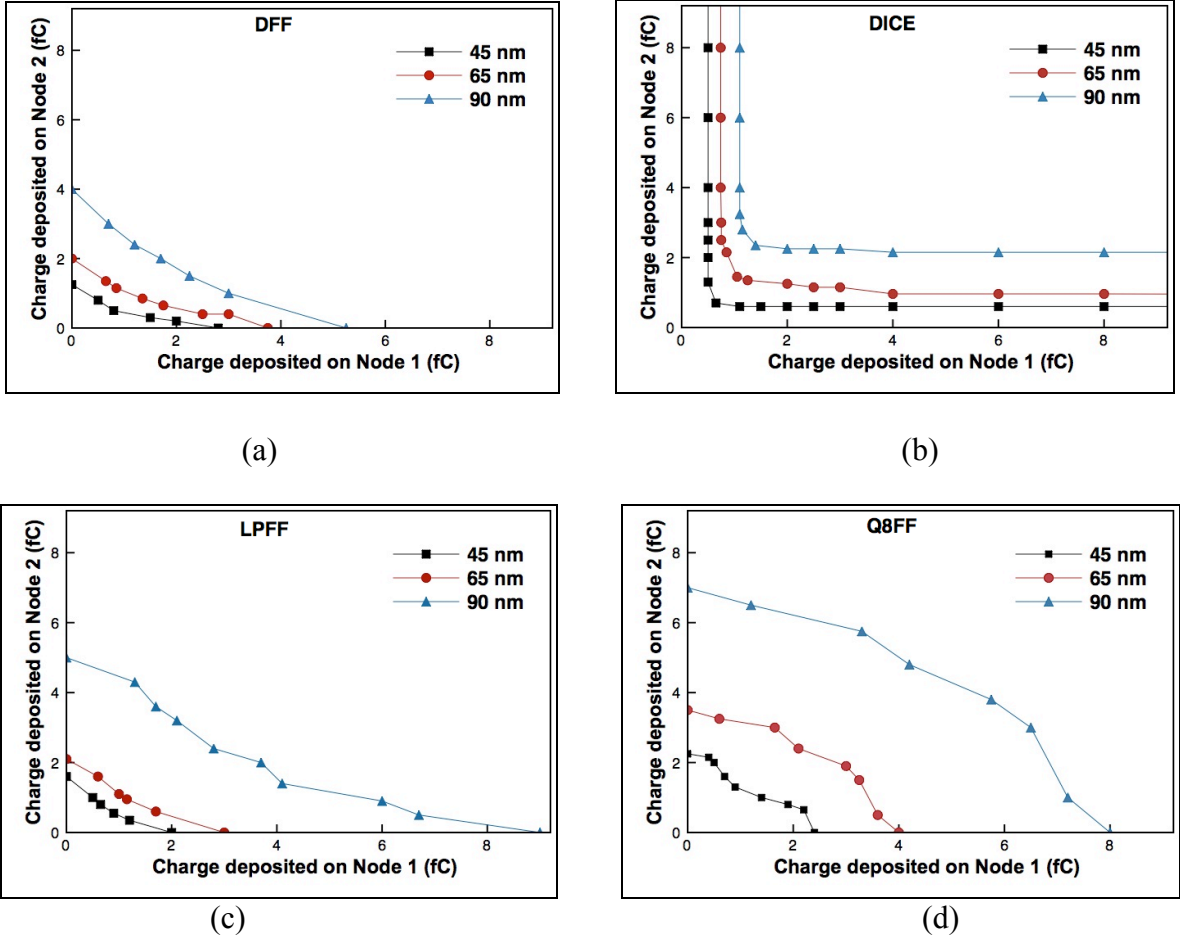 DFF
Charge deposited on Node 2 (fC)
8
6
4
2
0
45 nm
65 nm
90 nm
0 2 4 6 8
Charge deposited on Node 1 (fC)
(a)
DICE
Charge deposited on Node 2 (fC)
8
6
4
2
0
45 nm
65 nm
90 nm
0 2 4 6 8
Charge deposited on Node 1 (fC)
(b)
LPFF
Charge deposited on Node 2 (fC)
8
6
4
2
0
45 nm
65 nm
90 nm
0 2 4 6 8
Charge deposited on Node 1 (fC)
(c)
Q8FF
Charge deposited on Node 2 (fC)
8
6
4
2
0
45 nm
65 nm
90 nm
0 2 4 6 8
Charge deposited on Node 1 (fC)
(d)